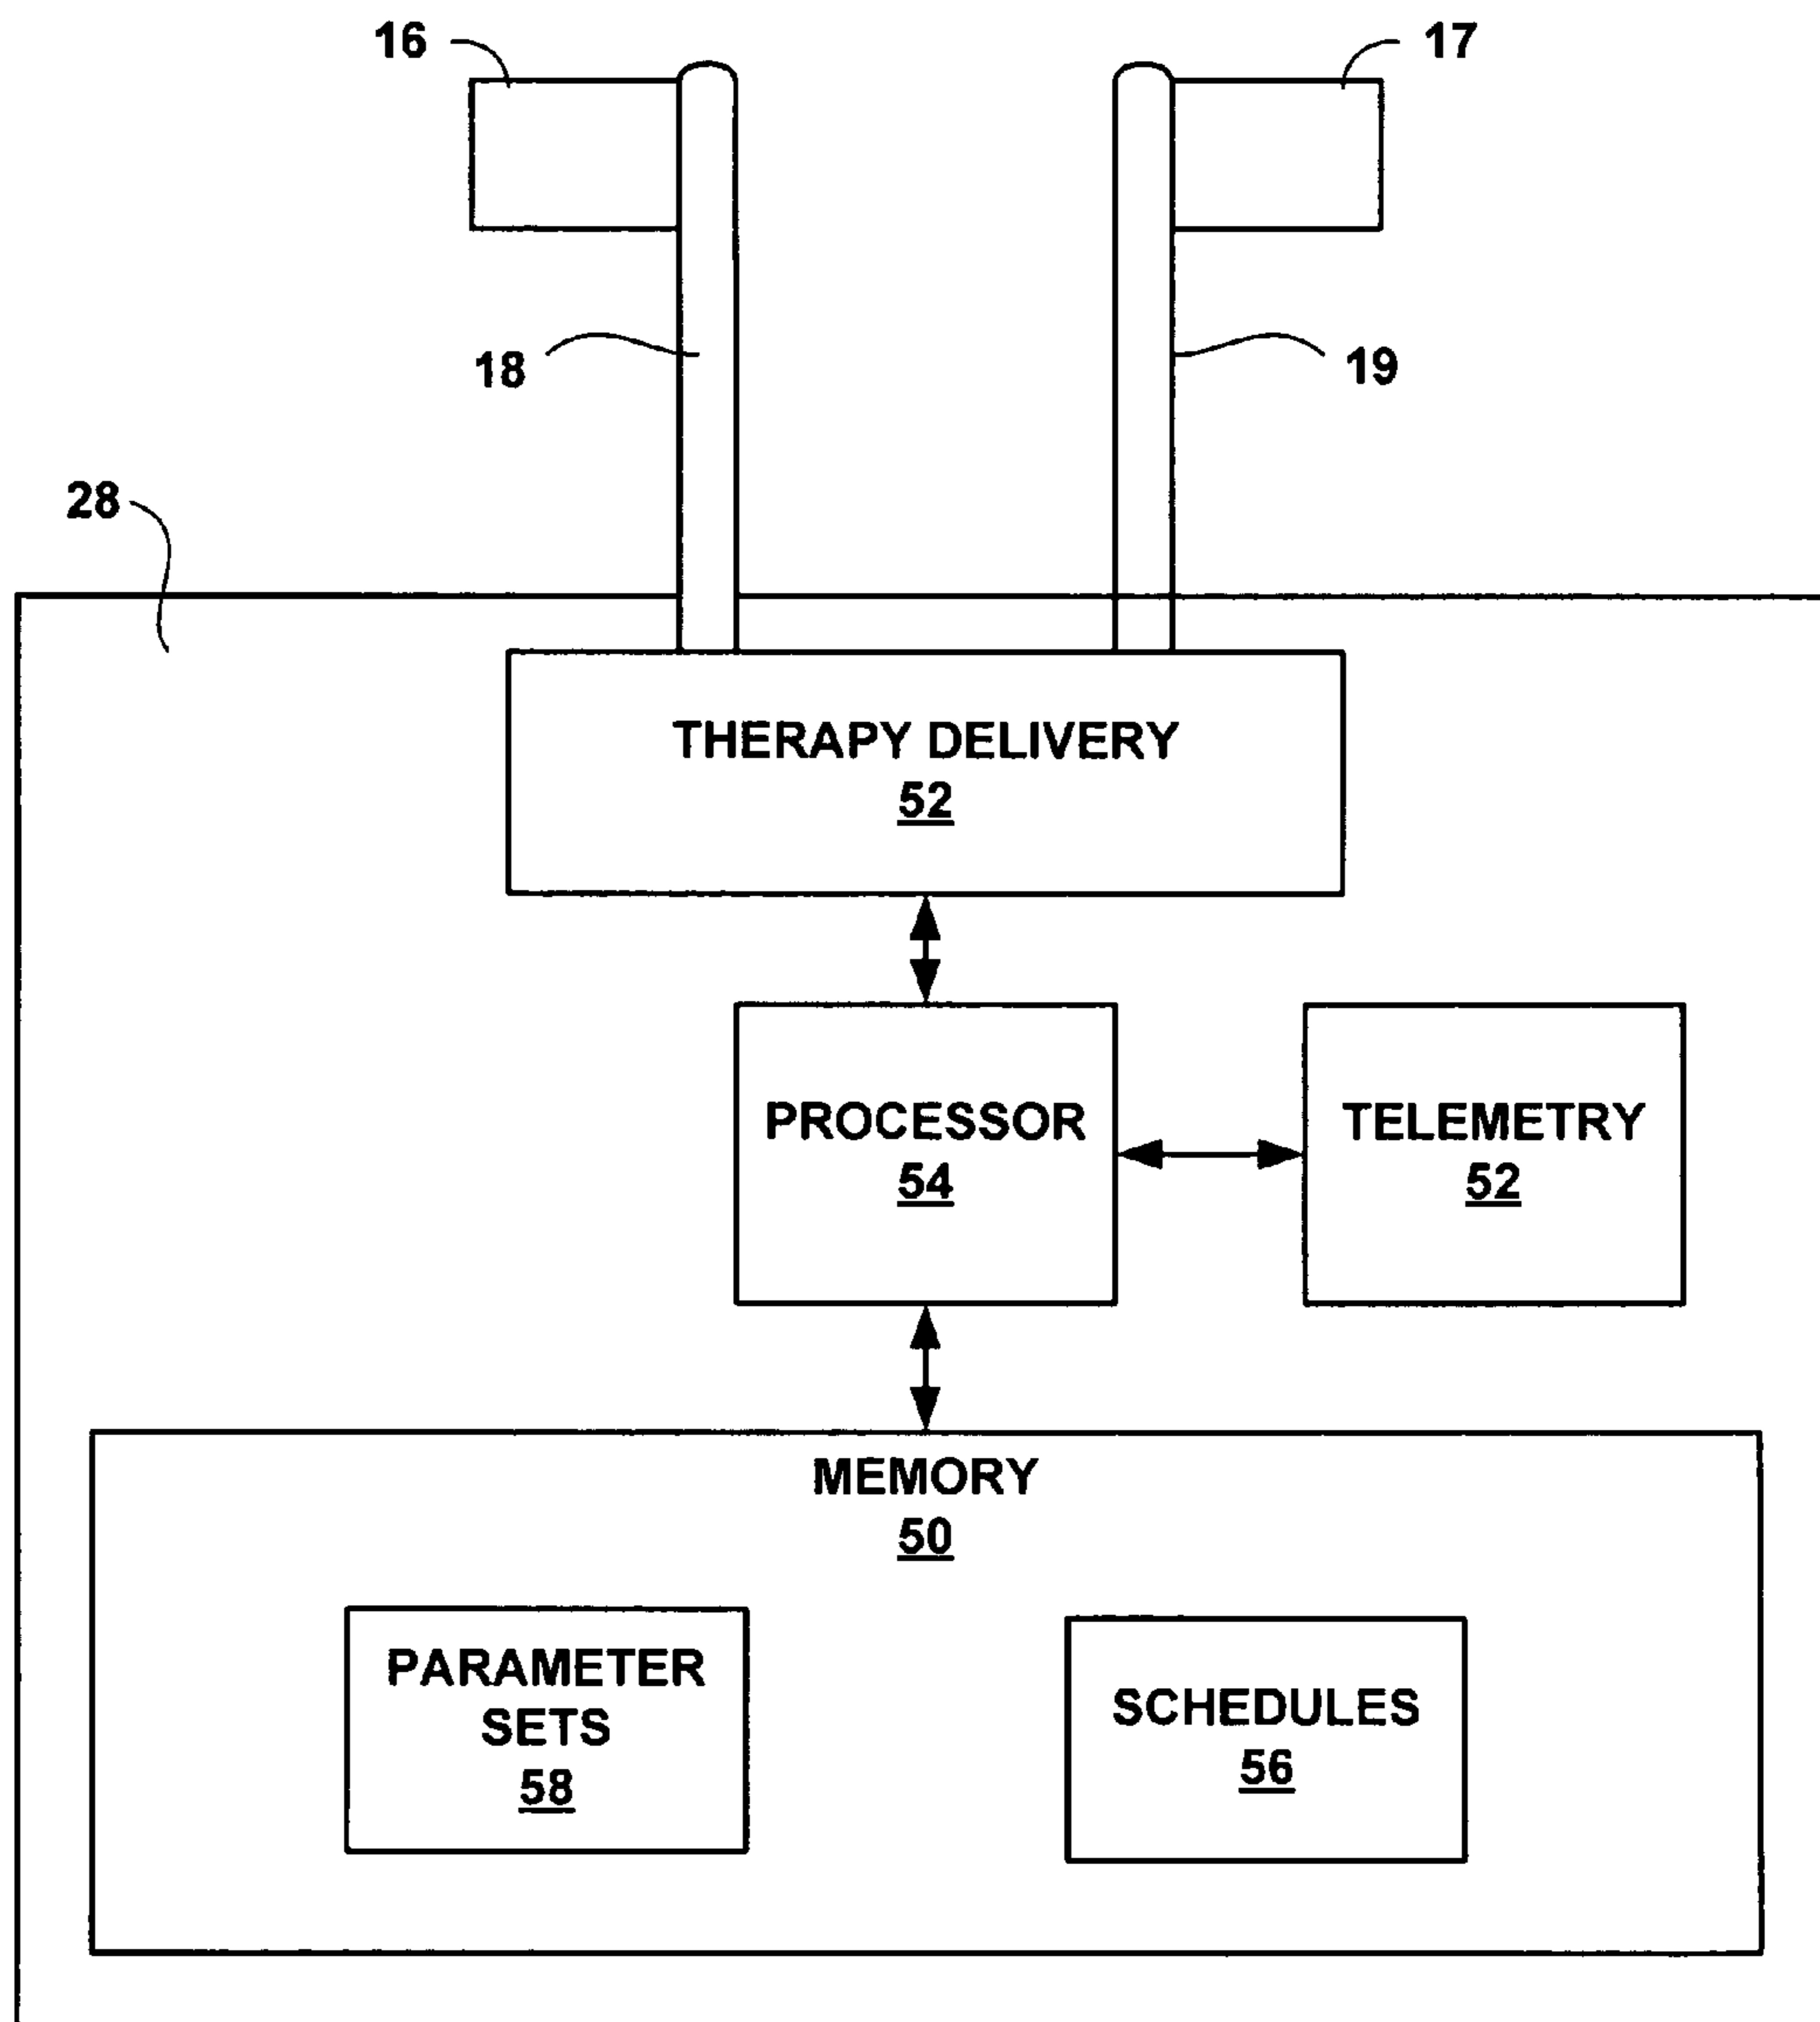 16
17
18
19
28
THERAPY DELIVERY
52
PROCESSOR
54
TELEMETRY
52
MEMORY
50
PARAMETER
SETS
58
SCHEDULES
56